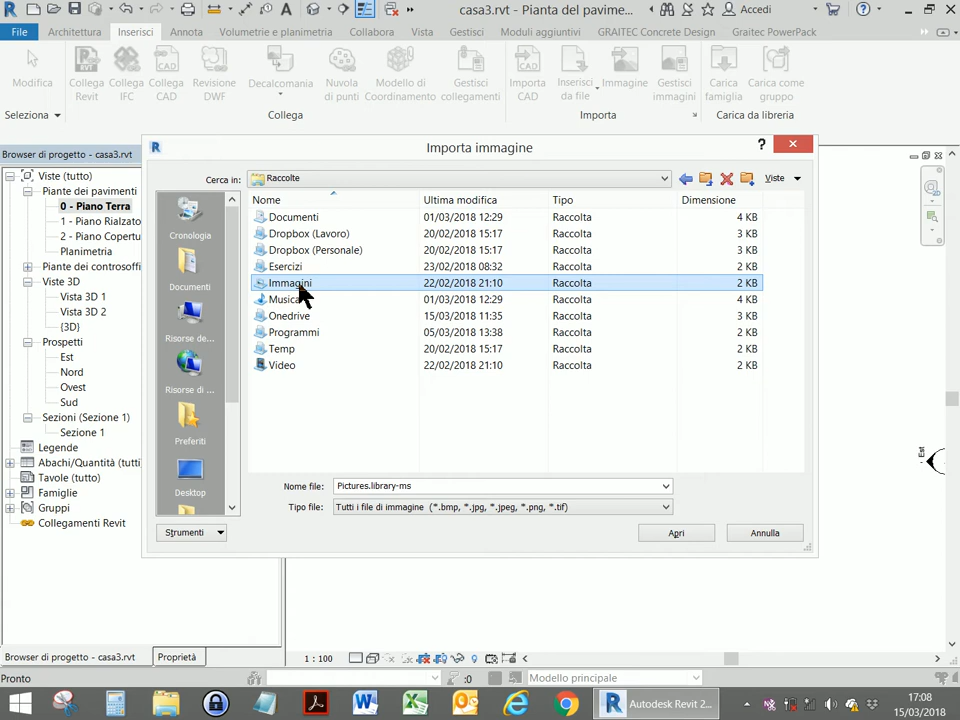 casa3.rvt - Pianta del pavime...
Accedi
File
Architettura
Inserisci
Annota
Volumetrie e planimetria
Collabora
Vista
Gestisci
Moduli aggiuntivi
GRAITEC Concrete Design
Graitec PowerPack
Modifica
Collega Revit
Collega IFC
Collega CAD
Revisione DWF
Decalcomania
Nuvola di punti
Modello di Coordinamento
Gestisci collegamenti
Importa CAD
Inserisci da file
Immagine
Gestisci immagini
Carica famiglia
Carica come gruppo
Seleziona
Collega
Importa
Carica da libreria
Browser di progetto - casa3.rvt
Viste (tutto)
Piante dei pavimenti
0 - Piano Terra
1 - Piano Rialzato
2 - Piano Copertu
Planimetria
Piante dei controsoffi
Viste 3D
Vista 3D 1
Vista 3D 2
{3D}
Prospetti
Est
Nord
Ovest
Sud
Sezioni (Sezione 1)
Sezione 1
Legende
Abachi/Quantità (tutti
Tavole (tutto)
Famiglie
Gruppi
Collegamenti Revit
Importa immagine
Cerca in:
Raccolte
Viste
Cronologia
Documenti
Risorse de...
Risorse di ...
Preferiti
Desktop
Nome Ultima modifica Tipo Dimensione
Documenti 01/03/2018 12:29 Raccolta 4 KB
Dropbox (Lavoro) 20/02/2018 15:17 Raccolta 3 KB
Dropbox (Personale) 20/02/2018 15:17 Raccolta 3 KB
Esercizi 23/02/2018 08:32 Raccolta 2 KB
Immagini 22/02/2018 21:10 Raccolta 2 KB
Musica 01/03/2018 12:29 Raccolta 4 KB
Onedrive 15/03/2018 11:35 Raccolta 3 KB
Programmi 05/03/2018 13:38 Raccolta 2 KB
Temp 20/02/2018 15:17 Raccolta 2 KB
Video 22/02/2018 21:10 Raccolta 2 KB
Nome file: Pictures.library-ms
Tipo file: Tutti i file di immagine (*.bmp, *.jpg, *.jpeg, *.png, *.tif)
Strumenti
Apri
Annulla
Est
Browser di progetto - casa3.rvt
Proprietà
1 : 100
Pronto
:0
Modello principale
Autodesk Revit 2...
17:08
15/03/2018